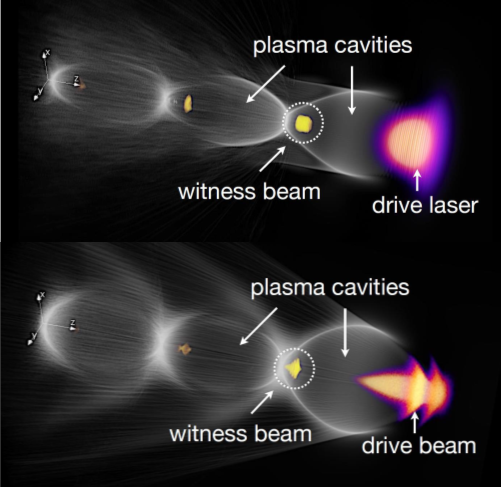 plasma cavities
x
z
y
witness beam
drive laser
plasma cavities
x
z
y
witness beam
drive beam